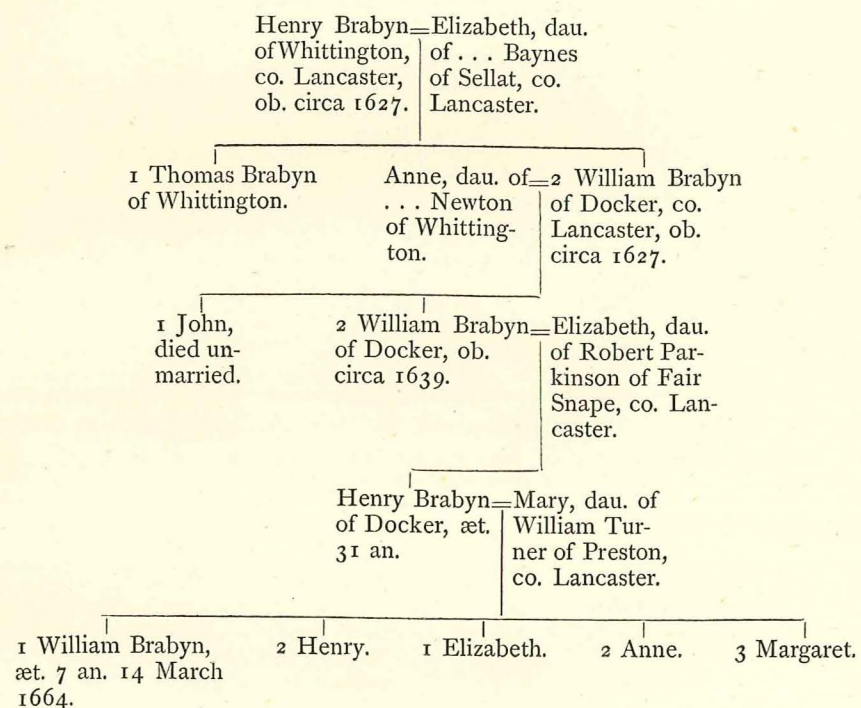 Henry Brabyn=Elizabeth, dau.
of Whittington, of . . . Baynes
co. Lancaster, of Sellat, co.
ob. circa 1627. Lancaster.
1 Thomas Brabyn
of Whittington.
Anne, dau. of=2 William Brabyn
. . . Newton of Docker, co.
of Whitting- Lancaster, ob.
ton. circa 1627.
1 John,
died un-
married.
2 William Brabyn=Elizabeth, dau.
of Docker, ob. of Robert Par-
circa 1639. kinson of Fair
Snape, co. Lan-
caster.
Henry Brabyn=Mary, dau. of
of Docker, æt. William Tur-
31 an. ner of Preston,
co. Lancaster.
1 William Brabyn,
æt. 7 an. 14 March
1664.
2 Henry.
1 Elizabeth.
2 Anne.
3 Margaret.